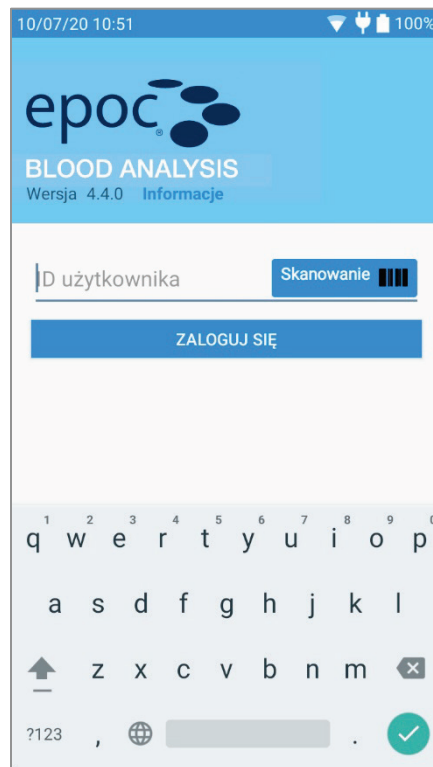 10/07/20 10:51 100%
epoc®
BLOOD ANALYSIS
Wersja 4.4.0 Informacje
ID użytkownika Skanowanie
ZALOGUJ SIĘ
1 2 3 4 5 6 7 8 9 0
q w e r t y u i o p
a s d f g h j k l
z x c v b n m
?123 , .